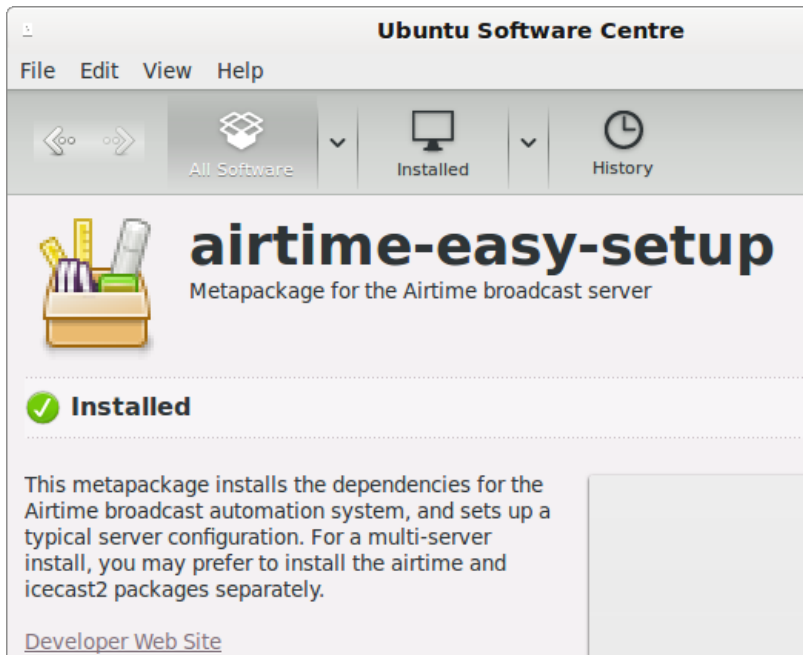 Ubuntu Software Centre
File Edit View Help
All Software Installed History
airtime-easy-setup
Metapackage for the Airtime broadcast server
Installed
This metapackage installs the dependencies for the
Airtime broadcast automation system, and sets up a
typical server configuration. For a multi-server
install, you may prefer to install the airtime and
icecast2 packages separately.
Developer Web Site